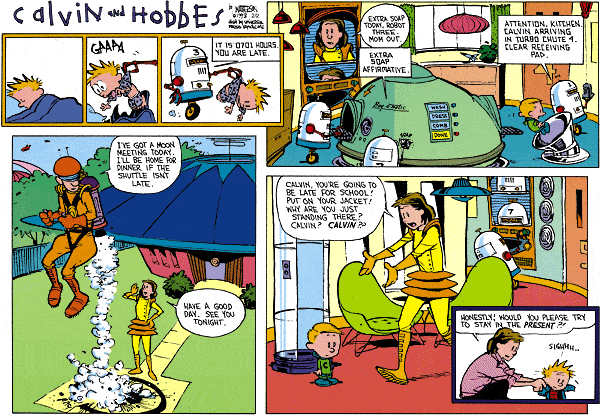 Calvin and Hobbes
by WATTERSON
GAAPA
IT IS 0701 HOURS.
YOU ARE LATE.
EXTRA SOAP
TODAY, ROBOT
THREE.
MOM OUT.
EXTRA
SOAP
AFFIRMATIVE.
ATTENTION, KITCHEN.
CALVIN ARRIVING
IN TURBO CHUTE 4.
CLEAR RECEIVING
PAD.
WASH
DRESS
COMB
DONE
SOAP
I'VE GOT A MOON
MEETING TODAY.
I'LL BE HOME FOR
DINNER IF THE
SHUTTLE ISN'T
LATE.
HAVE A GOOD
DAY. SEE YOU
TONIGHT.
CALVIN, YOU'RE GOING TO
BE LATE FOR SCHOOL!
PUT ON YOUR JACKET!
WHY ARE YOU JUST
STANDING THERE?
CALVIN? CALVIN?!
7
C
HONESTLY! WOULD YOU PLEASE TRY
TO STAY IN THE PRESENT?!
SIGHHH...